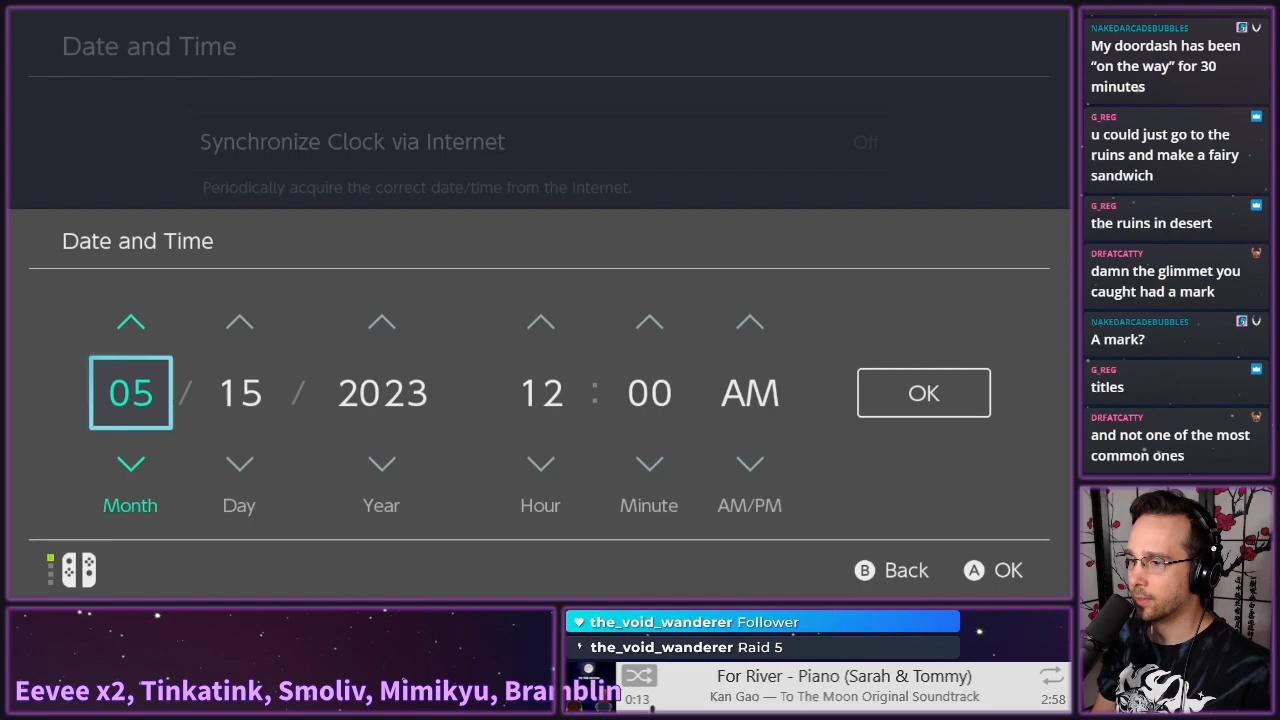 Date and Time
Synchronize Clock via Internet
Off
Periodically acquire the correct date/time from the Internet.
Date and Time
05 / 15 / 2023 12 : 00 AM
OK
Month Day Year Hour Minute AM/PM
B Back A OK
NAKEDARCADEBUBBLES
My doordash has been
"on the way" for 30
minutes
G_REG
u could just go to the
ruins and make a fairy
sandwich
G_REG
the ruins in desert
DRFATCATTY
damn the glimmet you
caught had a mark
NAKEDARCADEBUBBLES
A mark?
G_REG
titles
DRFATCATTY
and not one of the most
common ones
Eevee x2, Tinkatink, Smoliv, Mimikyu, Bramblin
the_void_wanderer Follower
the_void_wanderer Raid 5
For River - Piano (Sarah & Tommy)
0:13 Kan Gao — To The Moon Original Soundtrack 2:58